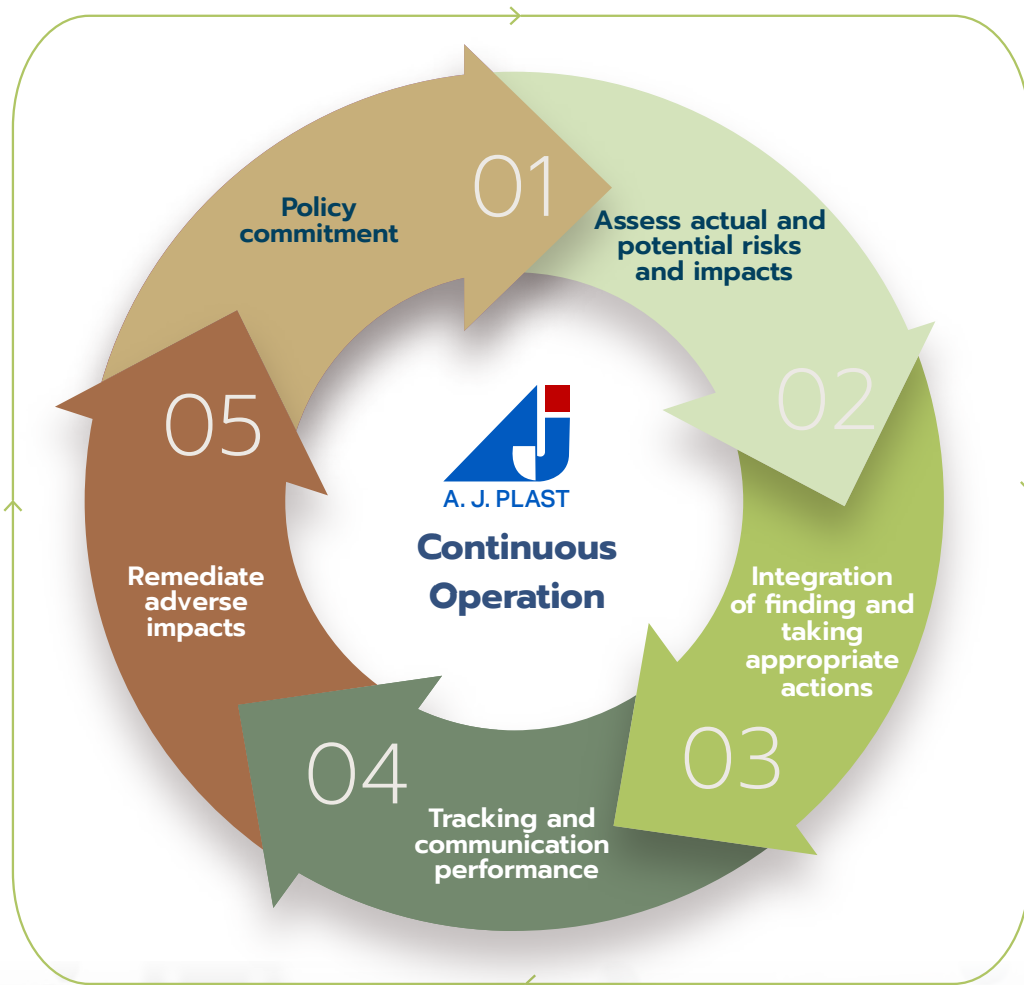 01
Policy
commitment
Assess actual and
potential risks
and impacts
02
Integration
of finding and
taking
appropriate
actions
03
04
Tracking and
communication
performance
05
Remediate
adverse
impacts
A. J. PLAST
Continuous
Operation